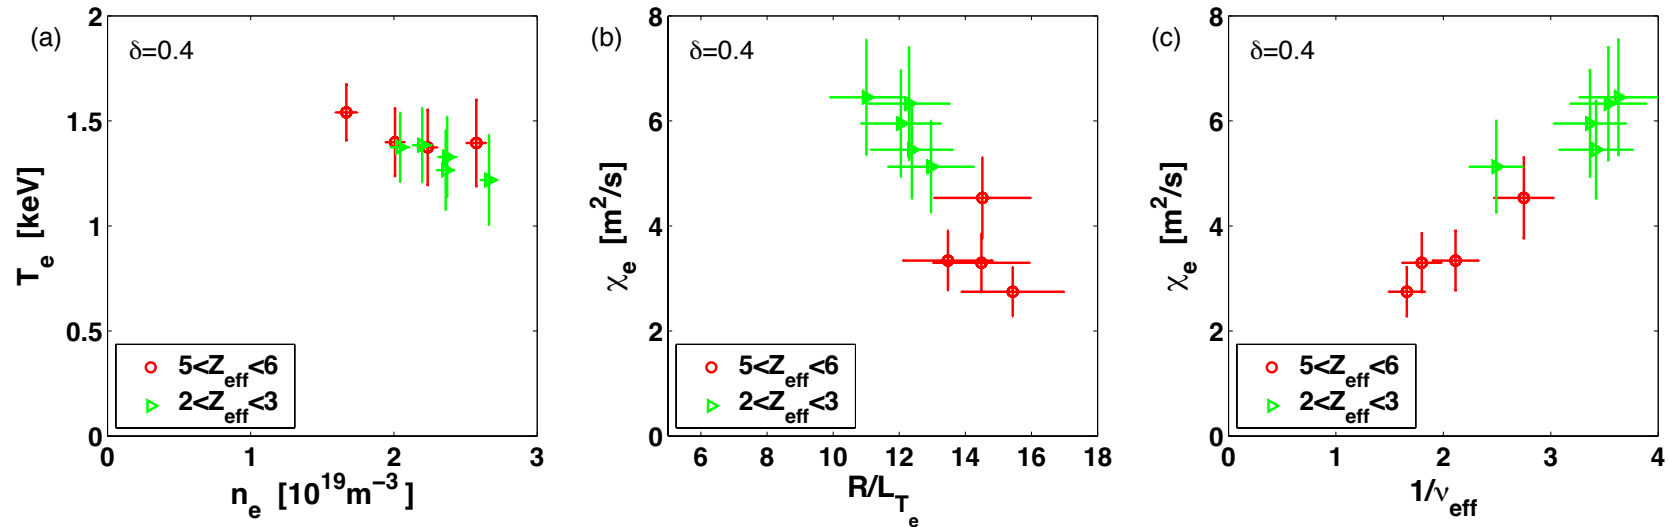 (a)
δ=0.4
T_e [keV]
2
1.5
1
0.5
0
5<Z_eff<6
2<Z_eff<3
0 1 2 3
n_e [10^19 m^−3]
(b)
δ=0.4
χ_e [m^2/s]
8
6
4
2
0
5<Z_eff<6
2<Z_eff<3
6 8 10 12 14 16 18
R/L_T_e
(c)
δ=0.4
χ_e [m^2/s]
8
6
4
2
0
5<Z_eff<6
2<Z_eff<3
0 1 2 3 4
1/ν_eff